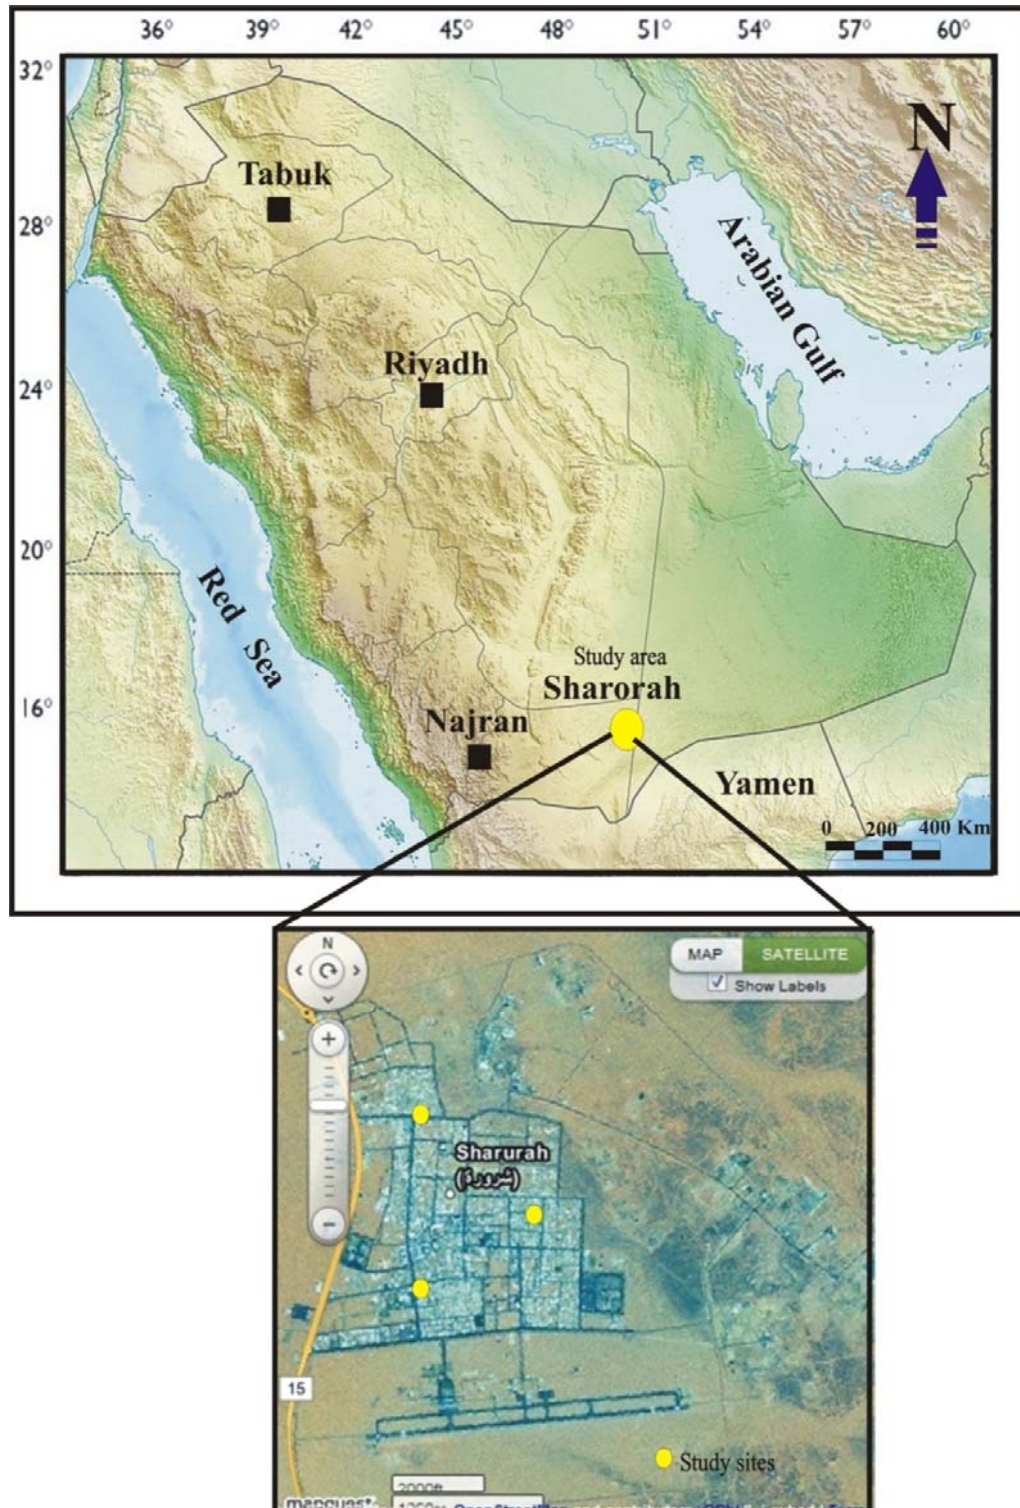 36° 39° 42° 45° 48° 51° 54° 57° 60°
32°
N
Tabuk
28°
Arabian Gulf
Riyadh
24°
20°
Red Sea
Study area
Sharorah
16°
Najran
Yamen
0 200 400 Km
N
MAP SATELLITE
Show Labels
+
Sharurah
(شرورة)
−
15
Study sites
2000ft
mapquest